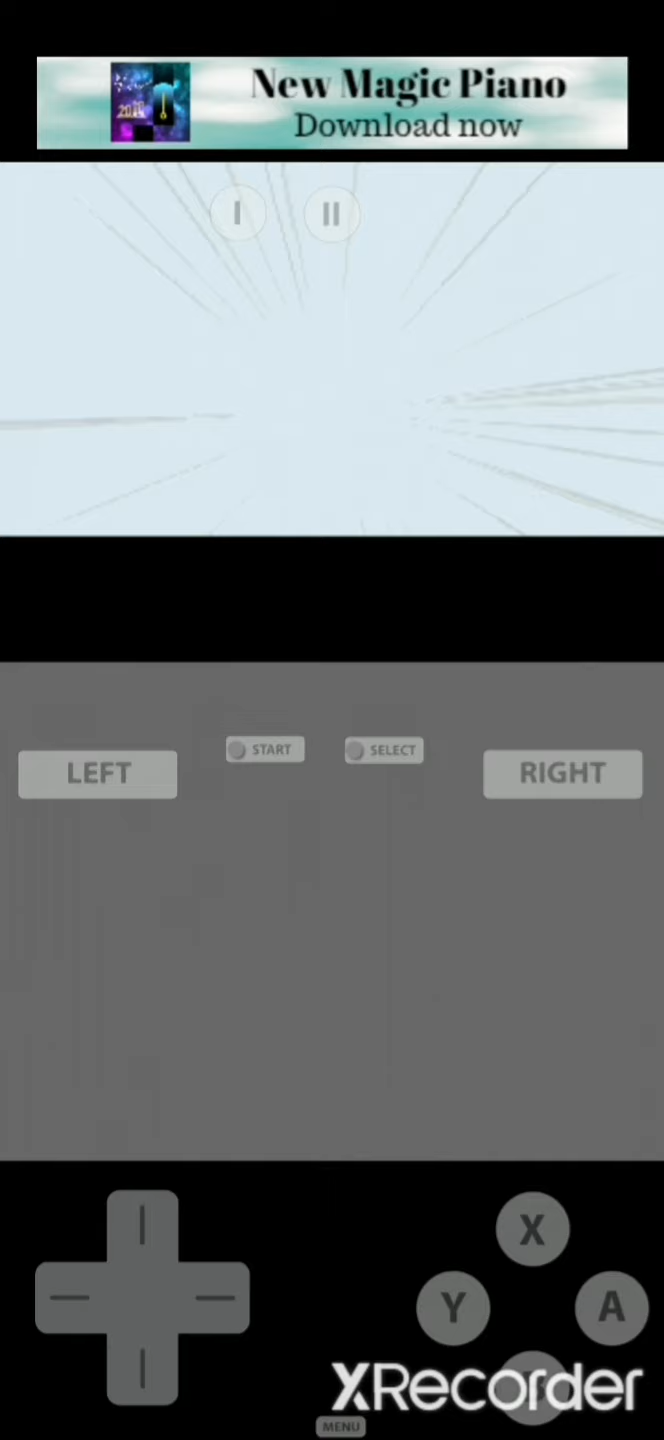 New Magic Piano
Download now
LEFT
START
SELECT
RIGHT
X
Y
A
XRecorder
MENU